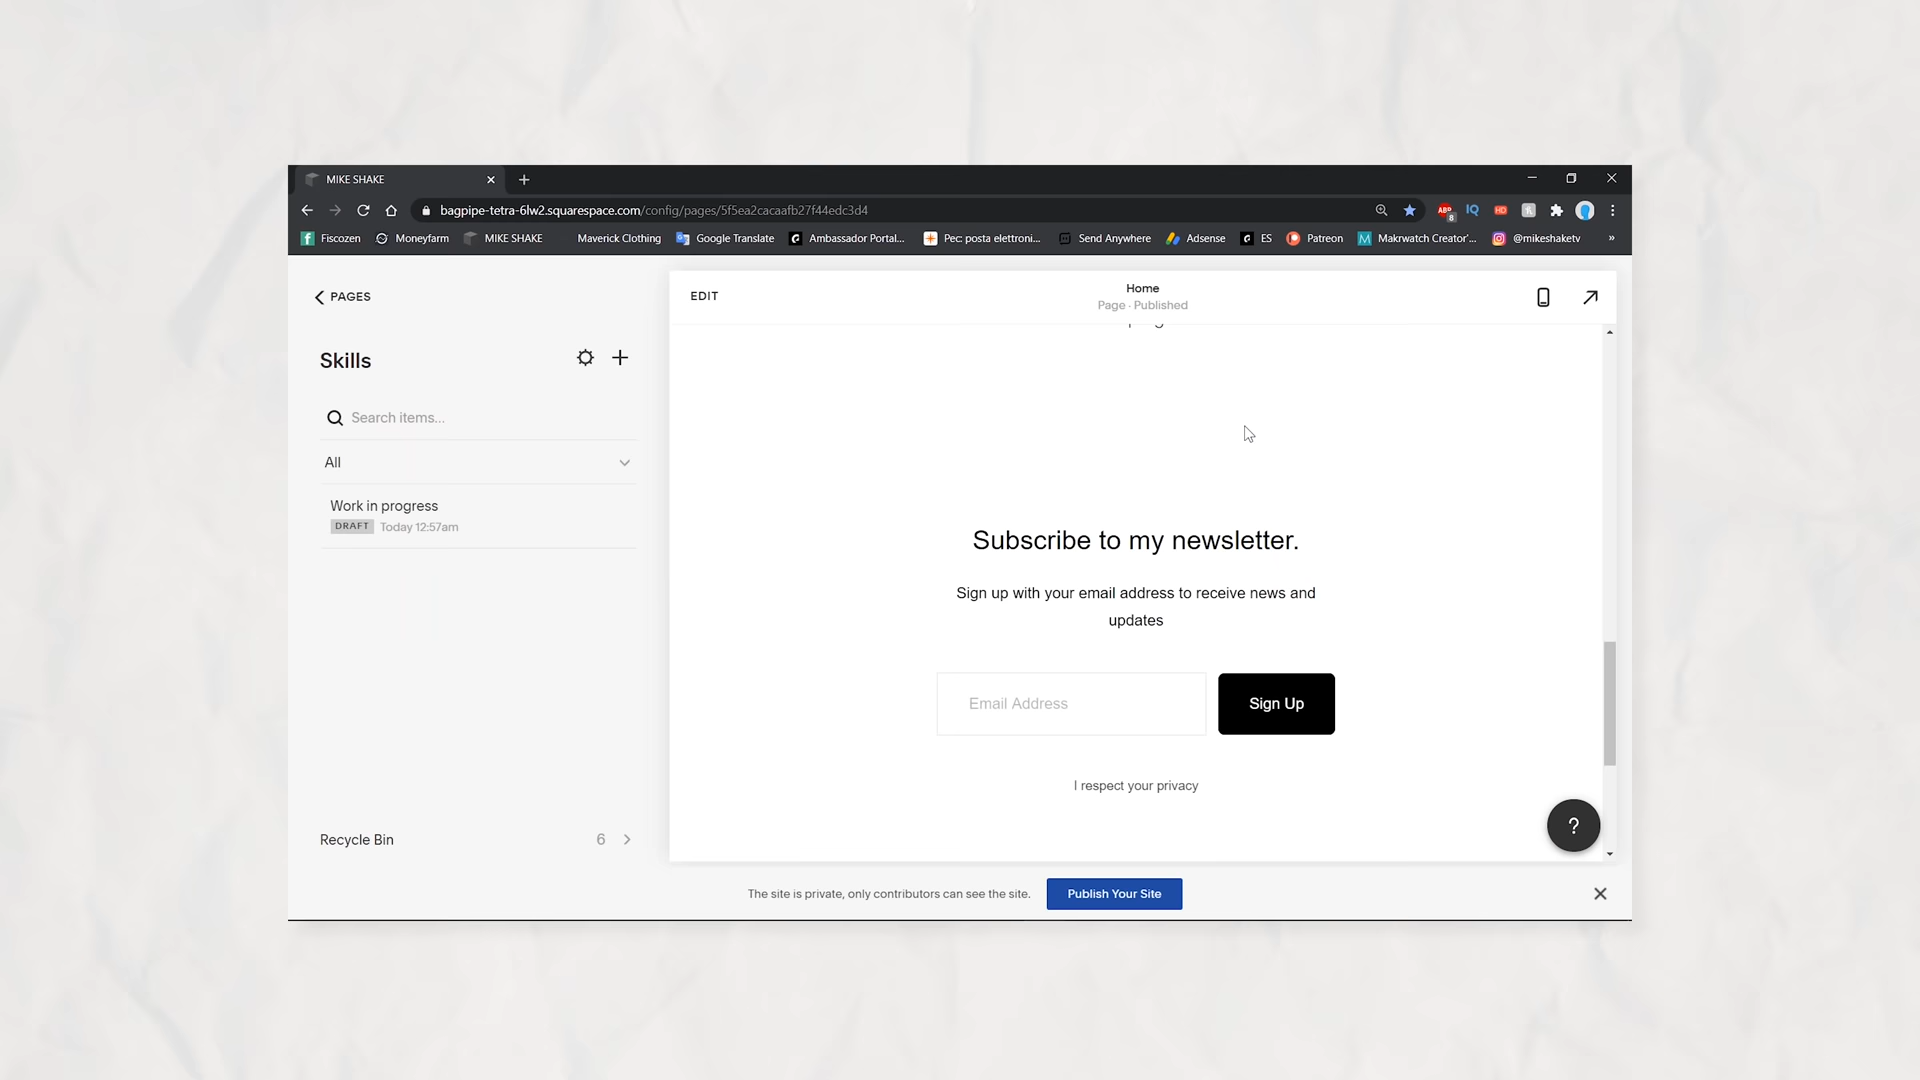 MIKE SHAKE
bagpipe-tetra-6lw2.squarespace.com/config/pages/5f5ea2cacaafb27f44edc3d4
ABP
8
IQ
HD
Fiscozen
Moneyfarm
MIKE SHAKE
Maverick Clothing
Google Translate
Ambassador Portal...
Pec: posta elettroni...
Send Anywhere
Adsense
ES
Patreon
Makrwatch Creator'...
@mikeshaketv
»
PAGES
EDIT
Home
Page · Published
Skills
Search items...
All
Work in progress
DRAFT Today 12:57am
Subscribe to my newsletter.
Sign up with your email address to receive news and
updates
Email Address
Sign Up
I respect your privacy
Recycle Bin 6
?
The site is private, only contributors can see the site.
Publish Your Site